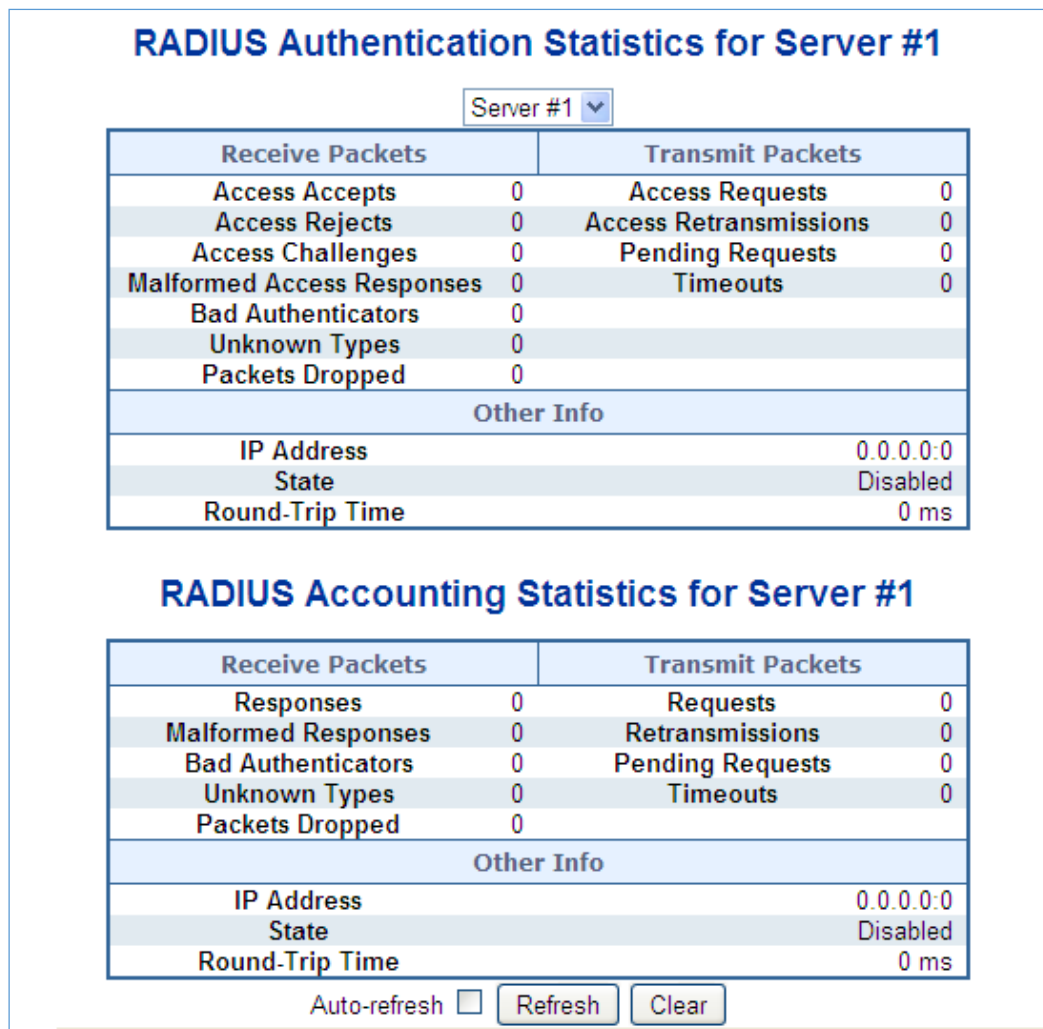 RADIUS Authentication Statistics for Server #1
Server #1
Receive Packets Transmit Packets
Access Accepts 0 Access Requests 0
Access Rejects 0 Access Retransmissions 0
Access Challenges 0 Pending Requests 0
Malformed Access Responses 0 Timeouts 0
Bad Authenticators 0
Unknown Types 0
Packets Dropped 0
Other Info
IP Address 0.0.0.0:0
State Disabled
Round-Trip Time 0 ms
RADIUS Accounting Statistics for Server #1
Receive Packets Transmit Packets
Responses 0 Requests 0
Malformed Responses 0 Retransmissions 0
Bad Authenticators 0 Pending Requests 0
Unknown Types 0 Timeouts 0
Packets Dropped 0
Other Info
IP Address 0.0.0.0:0
State Disabled
Round-Trip Time 0 ms
Auto-refresh Refresh Clear